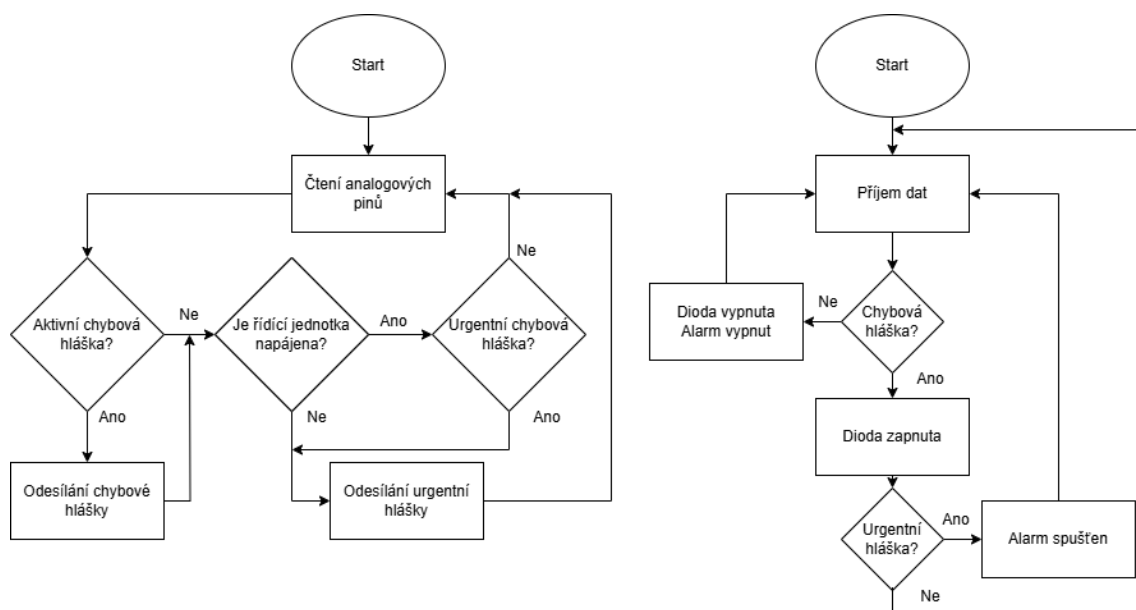 Start
Čtení analogových
pinů
Aktivní chybová
hláška?
Ne
Je řídící jednotka
napájena?
Ano
Urgentní chybová
hláška?
Ne
Ano
Ne
Ano
Odesílání chybové
hlášky
Odesílání urgentní
hlášky
Start
Příjem dat
Dioda vypnuta
Alarm vypnut
Ne
Chybová
hláška?
Ano
Dioda zapnuta
Urgentní
hláška?
Ano
Alarm spušťen
Ne